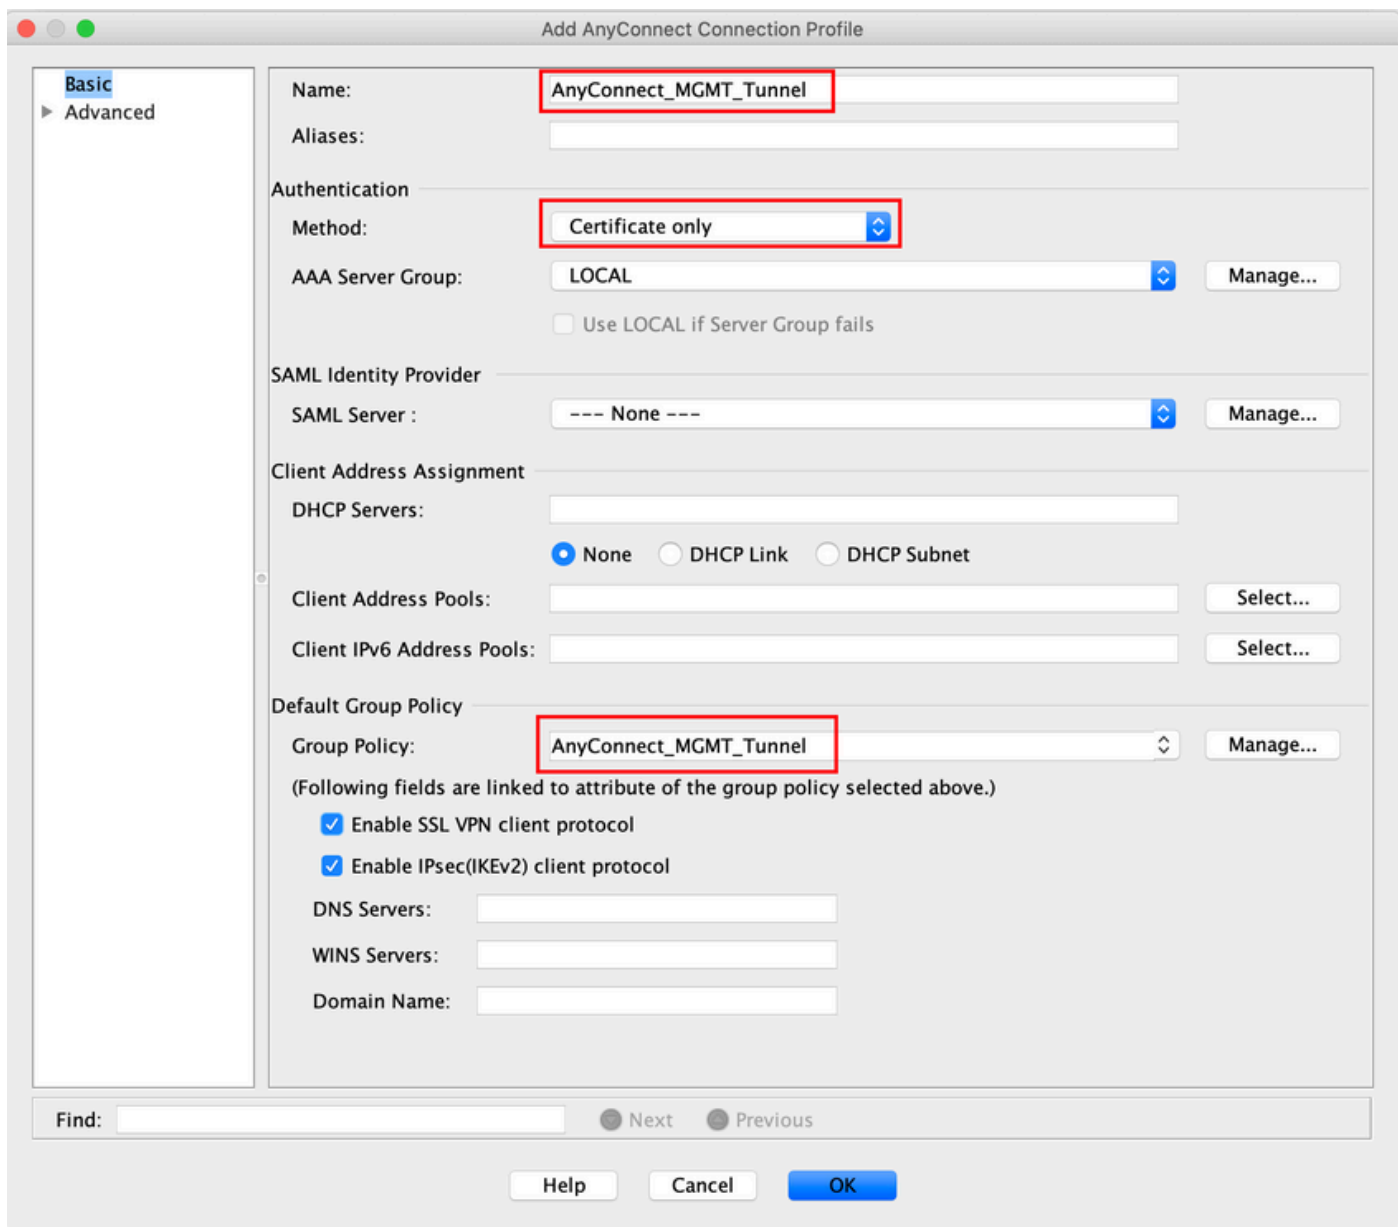 Add AnyConnect Connection Profile
Basic
Advanced
Name: AnyConnect_MGMT_Tunnel
Aliases:
Authentication
Method: Certificate only
AAA Server Group: LOCAL Manage...
Use LOCAL if Server Group fails
SAML Identity Provider
SAML Server : --- None --- Manage...
Client Address Assignment
DHCP Servers:
None DHCP Link DHCP Subnet
Client Address Pools: Select...
Client IPv6 Address Pools: Select...
Default Group Policy
Group Policy: AnyConnect_MGMT_Tunnel Manage...
(Following fields are linked to attribute of the group policy selected above.)
Enable SSL VPN client protocol
Enable IPsec(IKEv2) client protocol
DNS Servers:
WINS Servers:
Domain Name:
Find: Next Previous
Help Cancel OK